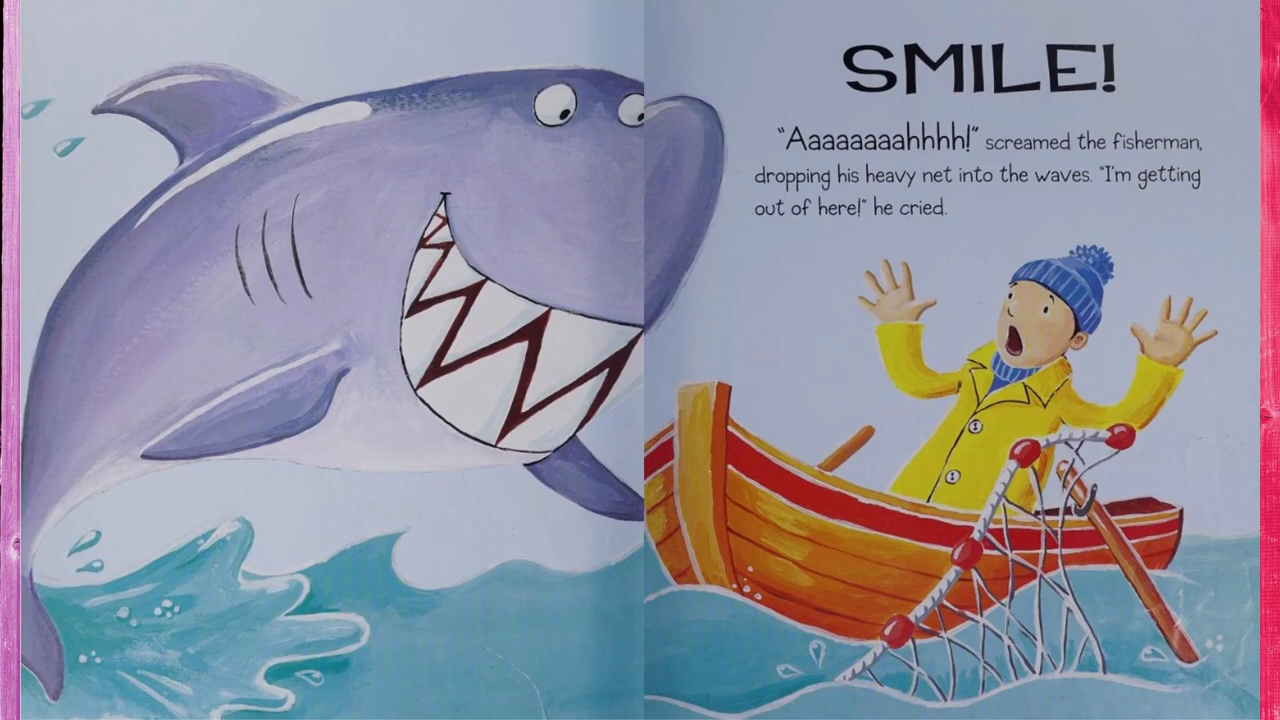 SMILE!
"Aaaaaaaahhhh!" screamed the fisherman,
dropping his heavy net into the waves. "I'm getting
out of here!" he cried.